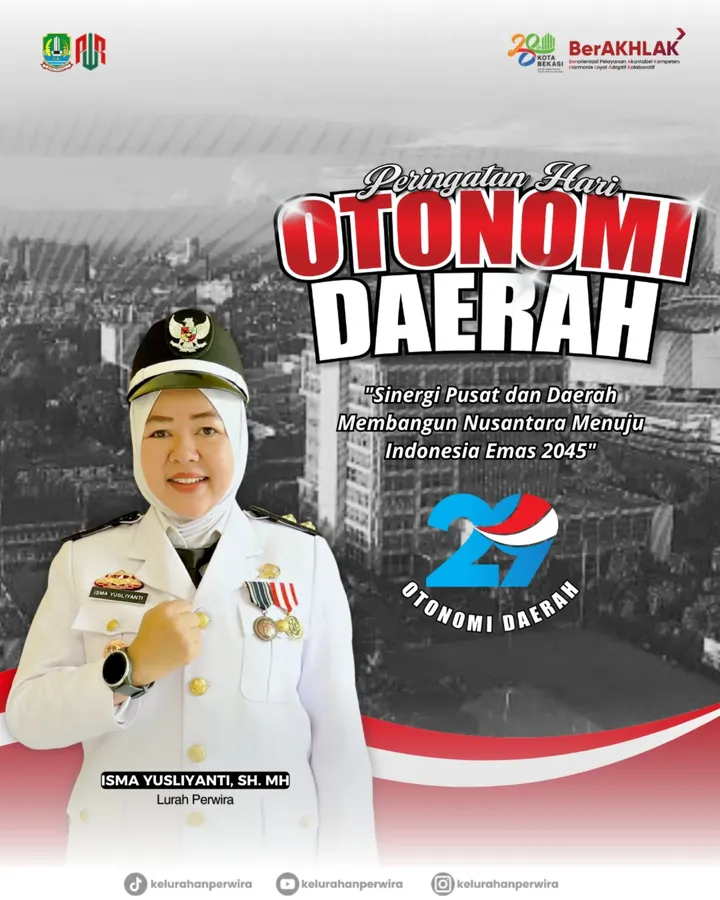 28 KOTA
BEKASI
BerAKHLAK
Berorientasi Pelayanan Akuntabel Kompeten
Harmonis Loyal Adaptif Kolaboratif
Peringatan Hari
OTONOMI
DAERAH
"Sinergi Pusat dan Daerah
Membangun Nusantara Menuju
Indonesia Emas 2045"
29
OTONOMI DAERAH
ISMA YUSLIYANTI
ISMA YUSLIYANTI, SH. MH
Lurah Perwira
kelurahanperwira kelurahanperwira kelurahanperwira